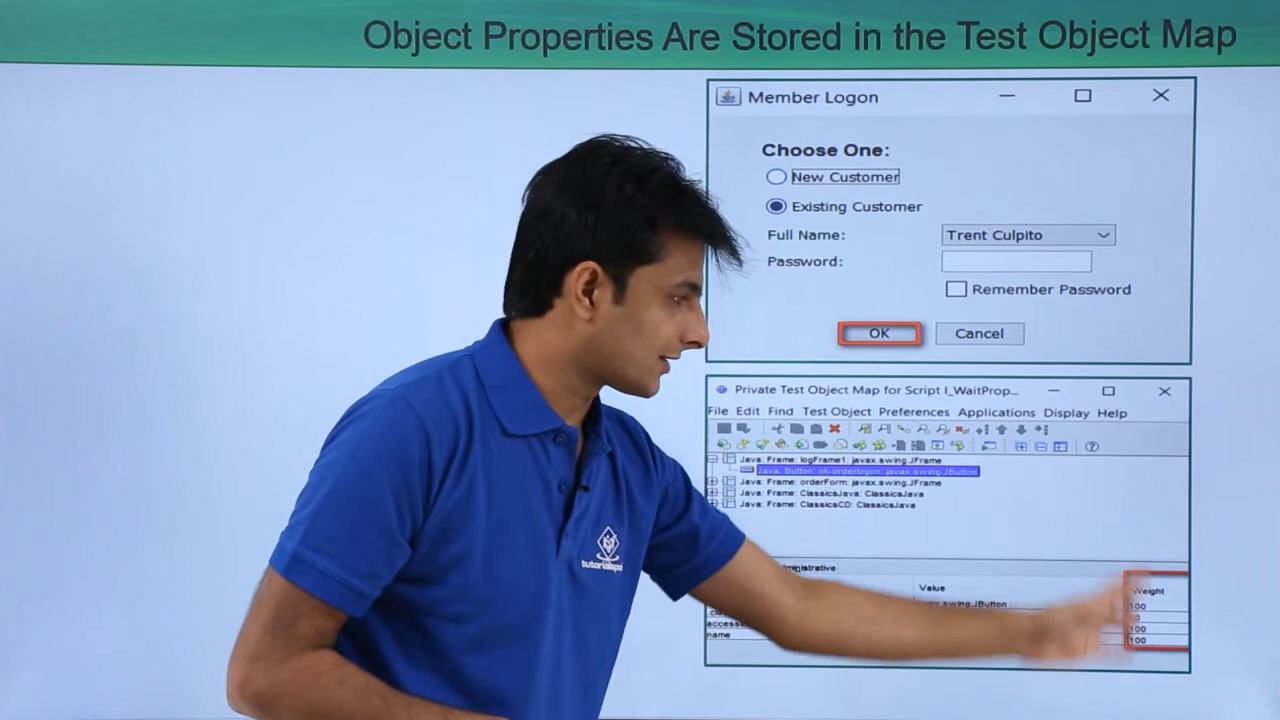 Object Properties Are Stored in the Test Object Map
Member Logon
Choose One:
New Customer
Existing Customer
Full Name: Trent Culpito
Password:
Remember Password
OK Cancel
Private Test Object Map for Script I_WaitProp...
File Edit Find Test Object Preferences Applications Display Help
Java: Frame: logFrame1: javax.swing.JFrame
Java: Button: ok-orderlogon: javax.swing.JButton
Java: Frame: orderForm: javax.swing.JFrame
Java: Frame: ClassicsJava: ClassicsJava
Java: Frame: ClassicsCD: ClassicsJava
Value Weight
.swing.JButton 100
100
name 100